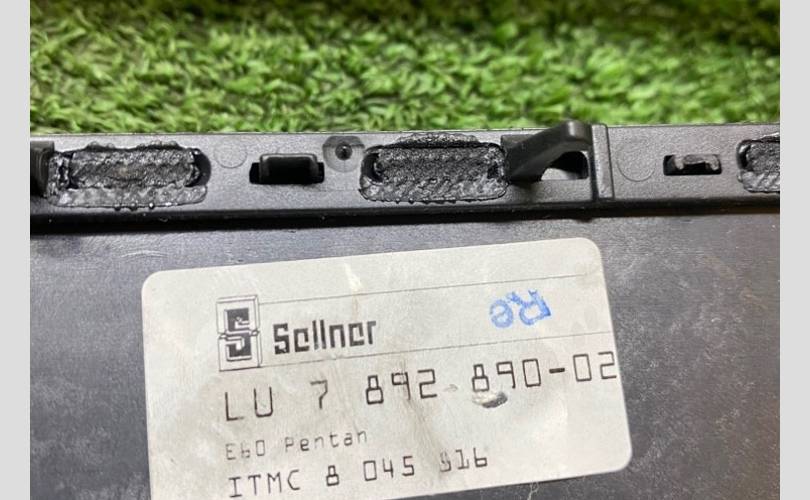 Sellner
Re
LU 7 892 890-02
E60 Pentan
ITMC 8 045 816